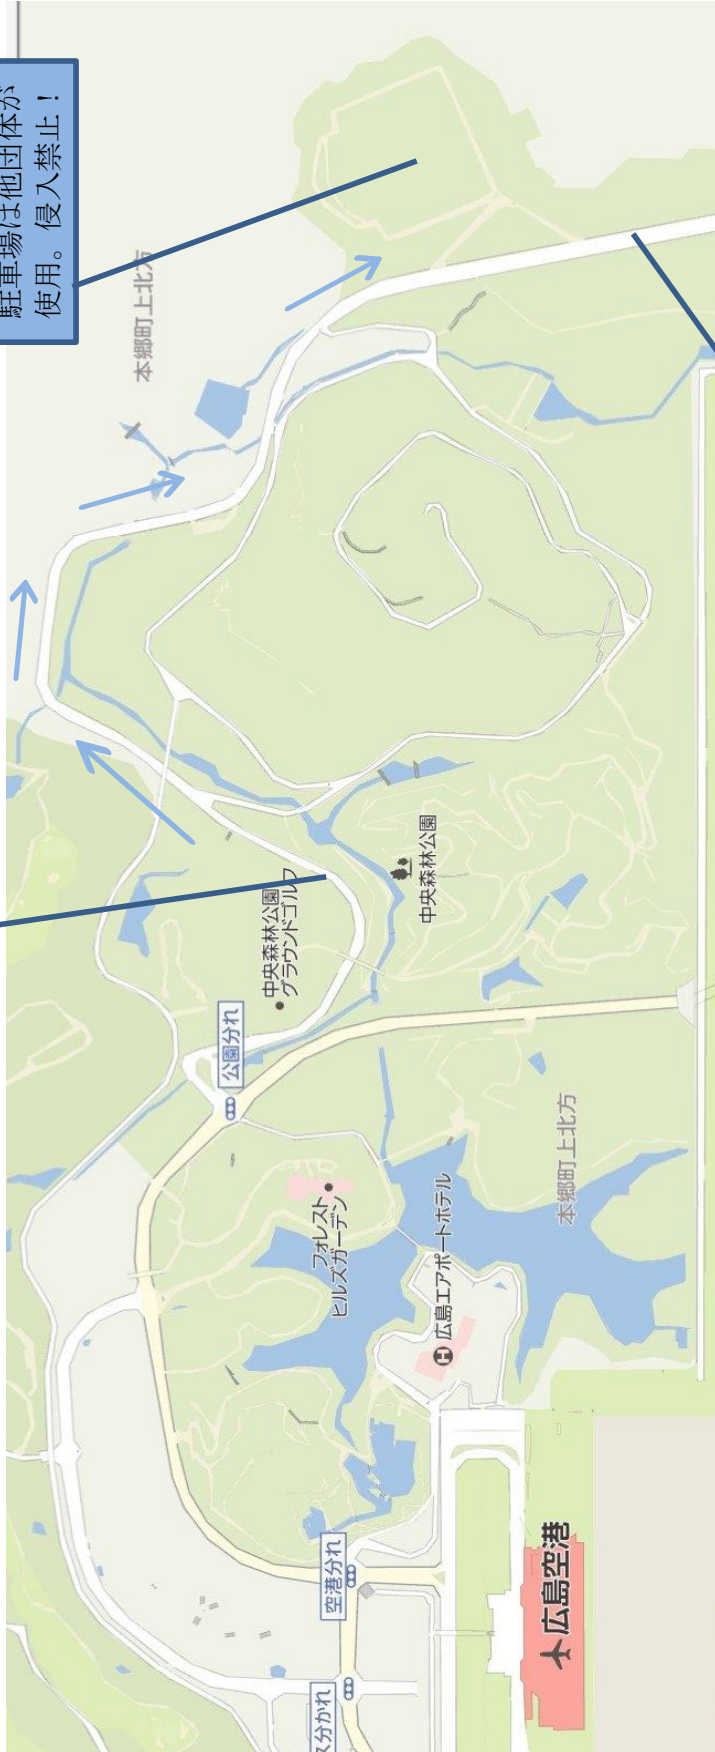 駐車場は他団体が
使用。侵入禁止！
本郷町上北方
中央森林公園
グラウンドゴルフ
中央森林公園
公園分れ
フォレスト
ヒルズガーデン
広島エアポートホテル
本郷町上北方
空港分れ
広島空港
ス分かれ